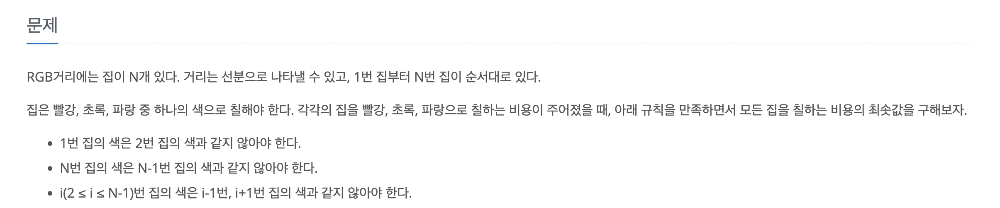 문제
RGB거리에는 집이 N개 있다. 거리는 선분으로 나타낼 수 있고, 1번 집부터 N번 집이 순서대로 있다.
집은 빨강, 초록, 파랑 중 하나의 색으로 칠해야 한다. 각각의 집을 빨강, 초록, 파랑으로 칠하는 비용이 주어졌을 때, 아래 규칙을 만족하면서 모든 집을 칠하는 비용의 최솟값을 구해보자.
• 1번 집의 색은 2번 집의 색과 같지 않아야 한다.
• N번 집의 색은 N-1번 집의 색과 같지 않아야 한다.
• i(2 ≤ i ≤ N-1)번 집의 색은 i-1번, i+1번 집의 색과 같지 않아야 한다.